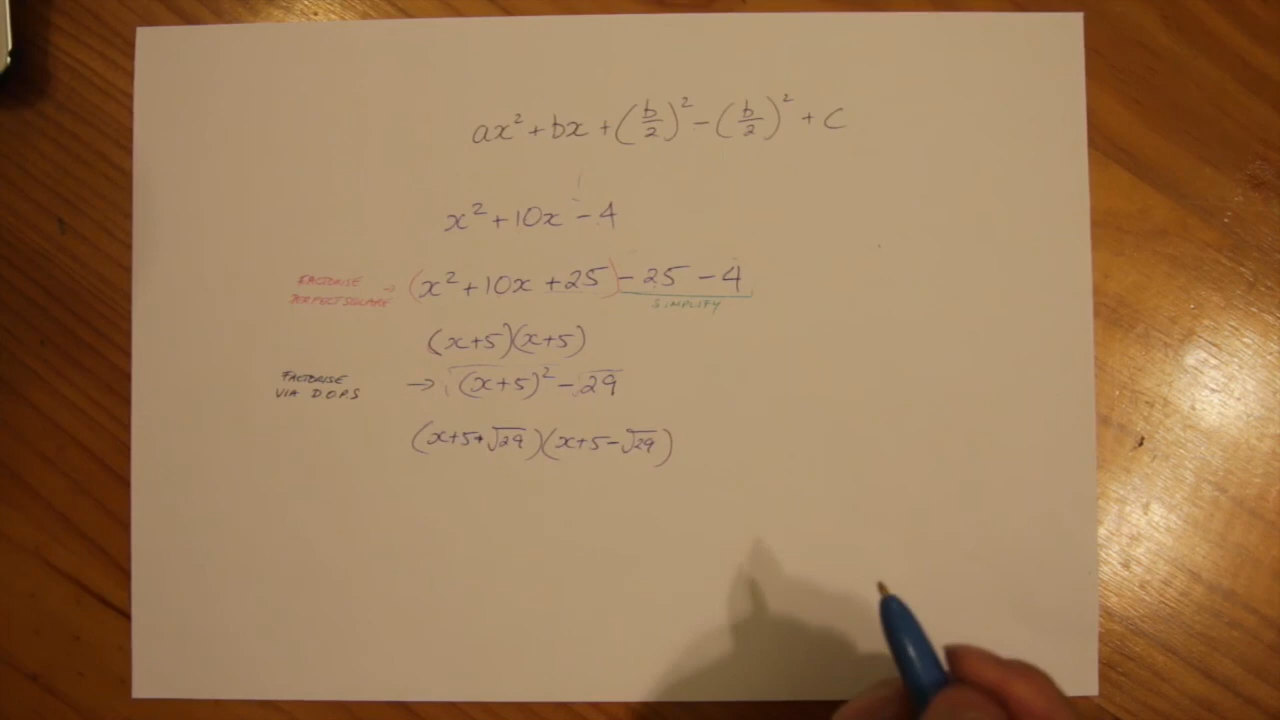 ax² + bx + (b/2)² - (b/2)² + c
x² + 10x - 4
FACTORISE PERFECT SQUARE → (x² + 10x + 25) - 25 - 4
SIMPLIFY
(x+5)(x+5)
FACTORISE VIA D.O.P.S → (x+5)² - 29
(x+5+√29)(x+5-√29)